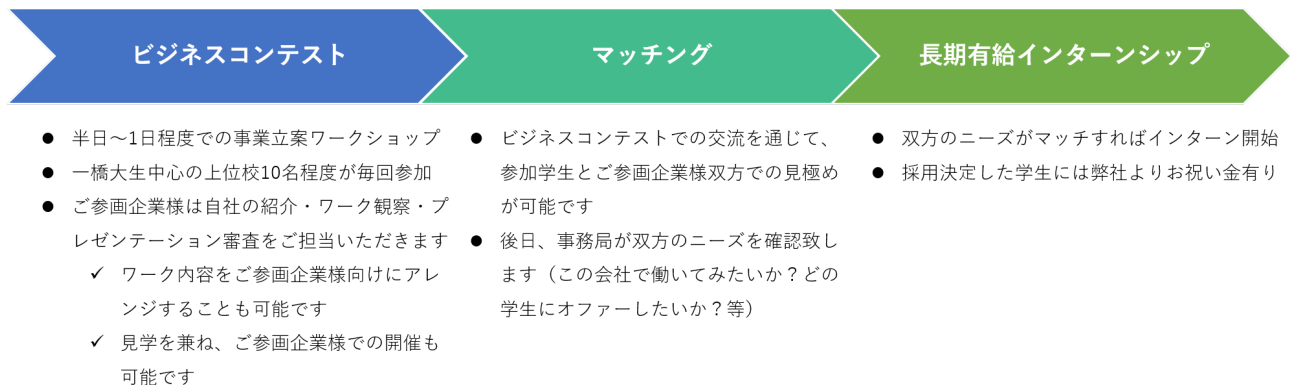 ビジネスコンテスト
マッチング
長期有給インターンシップ
● 半日～1日程度での事業立案ワークショップ
● 一橋大生中心の上位校10名程度が毎回参加
● ご参画企業様は自社の紹介・ワーク観察・プ
レゼンテーション審査をご担当いただきます
✓ ワーク内容をご参画企業様向けにアレ
ンジすることも可能です
✓ 見学を兼ね、ご参画企業様での開催も
可能です
● ビジネスコンテストでの交流を通じて、
参加学生とご参画企業様双方での見極め
が可能です
● 後日、事務局が双方のニーズを確認致し
ます（この会社で働いてみたいか？どの
学生にオファーしたいか？等）
● 双方のニーズがマッチすればインターン開始
● 採用決定した学生には弊社よりお祝い金有り